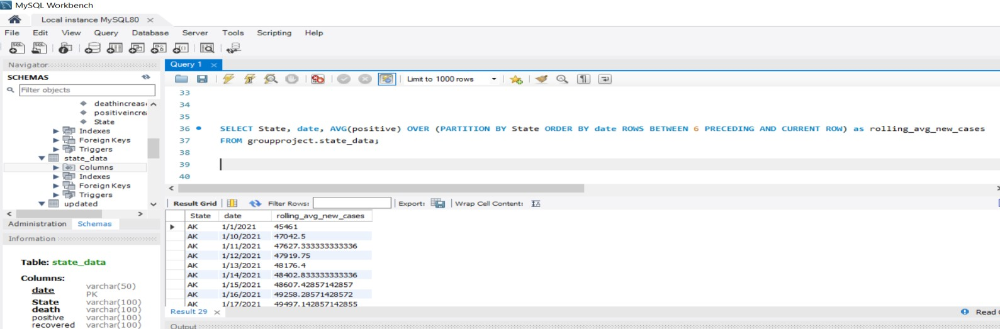 MySQL Workbench
Local instance MySQL80 ×
File Edit View Query Database Server Tools Scripting Help
Navigator
SCHEMAS
Filter objects
deathincreas
positiveincre
State
Indexes
Foreign Keys
Triggers
state_data
Columns
Indexes
Foreign Keys
Triggers
updated
Administration Schemas
Information
Table: state_data
Columns:
date varchar(50)
PK
State varchar(100)
death varchar(100)
positive varchar(100)
recovered varchar(100)
Query 1 ×
Limit to 1000 rows
33
34
35
36 SELECT State, date, AVG(positive) OVER (PARTITION BY State ORDER BY date ROWS BETWEEN 6 PRECEDING AND CURRENT ROW) as rolling_avg_new_cases
37 FROM groupproject.state_data;
38
39
40
Result Grid Filter Rows: Export: Wrap Cell Content: IA
State date rolling_avg_new_cases
AK 1/1/2021 45461
AK 1/10/2021 47042.5
AK 1/11/2021 47627.333333333336
AK 1/12/2021 47919.75
AK 1/13/2021 48176.4
AK 1/14/2021 48402.833333333336
AK 1/15/2021 48607.42857142857
AK 1/16/2021 49258.28571428572
AK 1/17/2021 49497.142857142855
Result 29 ×
Read
Output